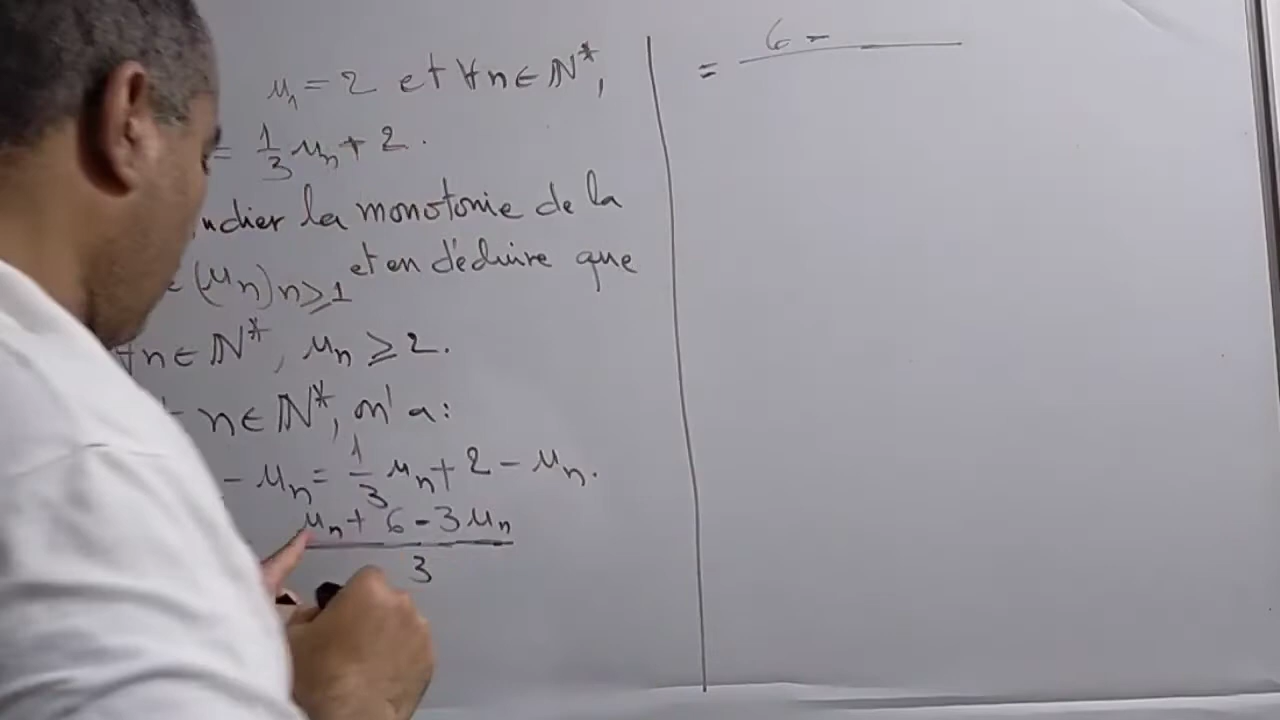 u₁ = 2 et ∀n ∈ ℕ*,
= 1/3 uₙ + 2.
udier la monotonie de la
(uₙ)n≥1 et en déduire que
∀n ∈ ℕ*, uₙ ≥ 2.
n ∈ ℕ*, on a:
- uₙ = 1/3 uₙ + 2 - uₙ.
uₙ + 6 - 3uₙ
3
= 6 -